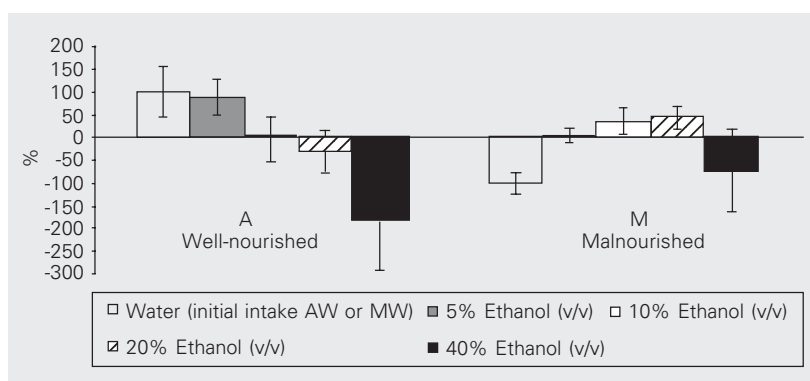 200
150
100
50
0
-50
-100
-150
-200
-250
-300
%
A
Well-nourished
M
Malnourished
Water (initial intake AW or MW) 5% Ethanol (v/v) 10% Ethanol (v/v)
20% Ethanol (v/v) 40% Ethanol (v/v)